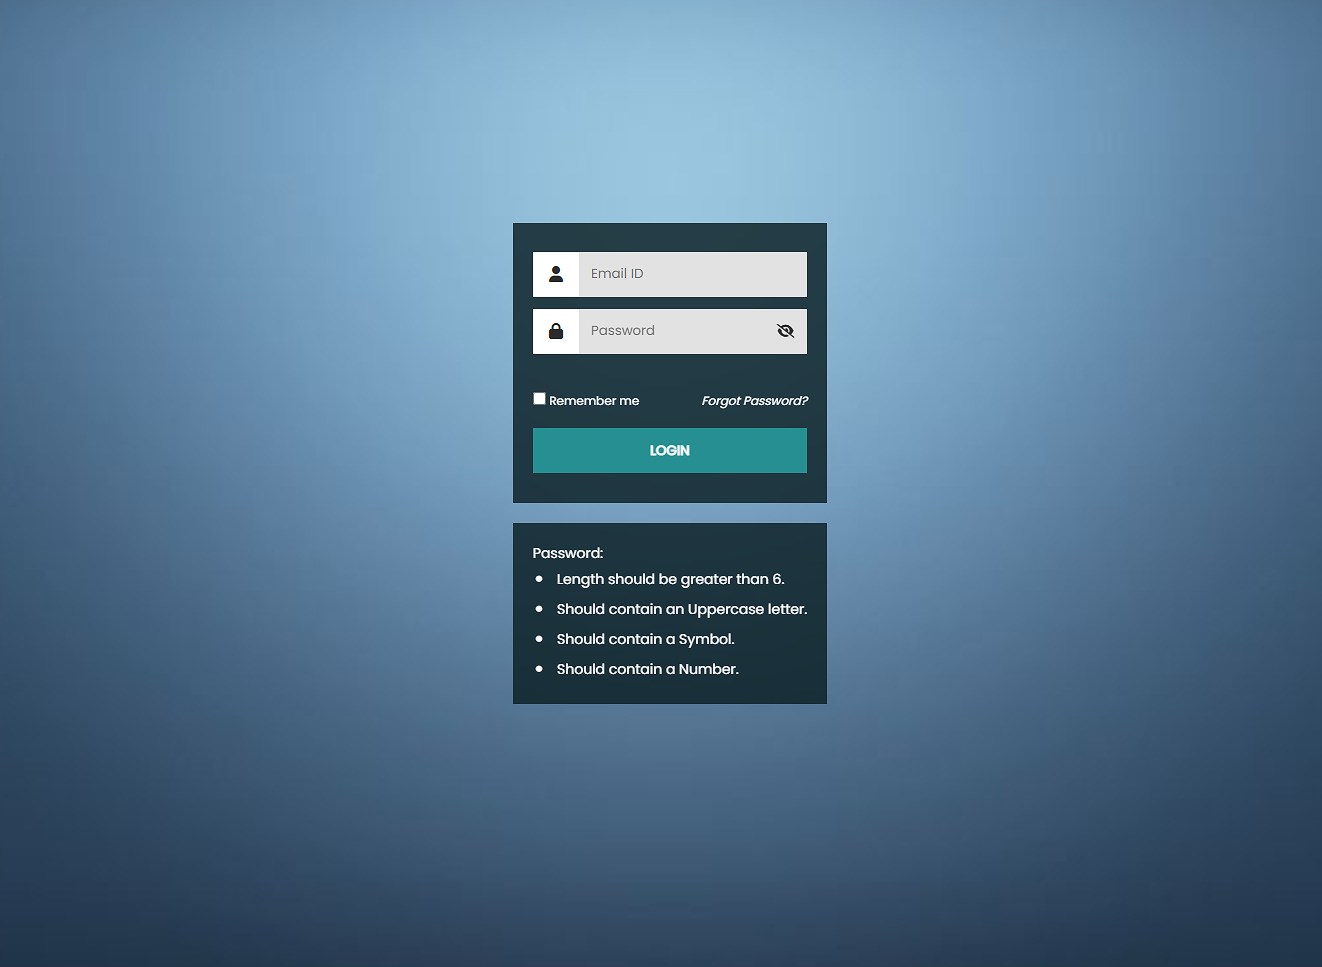 Email ID
Password
Remember me Forgot Password?
LOGIN
Password:
Length should be greater than 6.
Should contain an Uppercase letter.
Should contain a Symbol.
Should contain a Number.